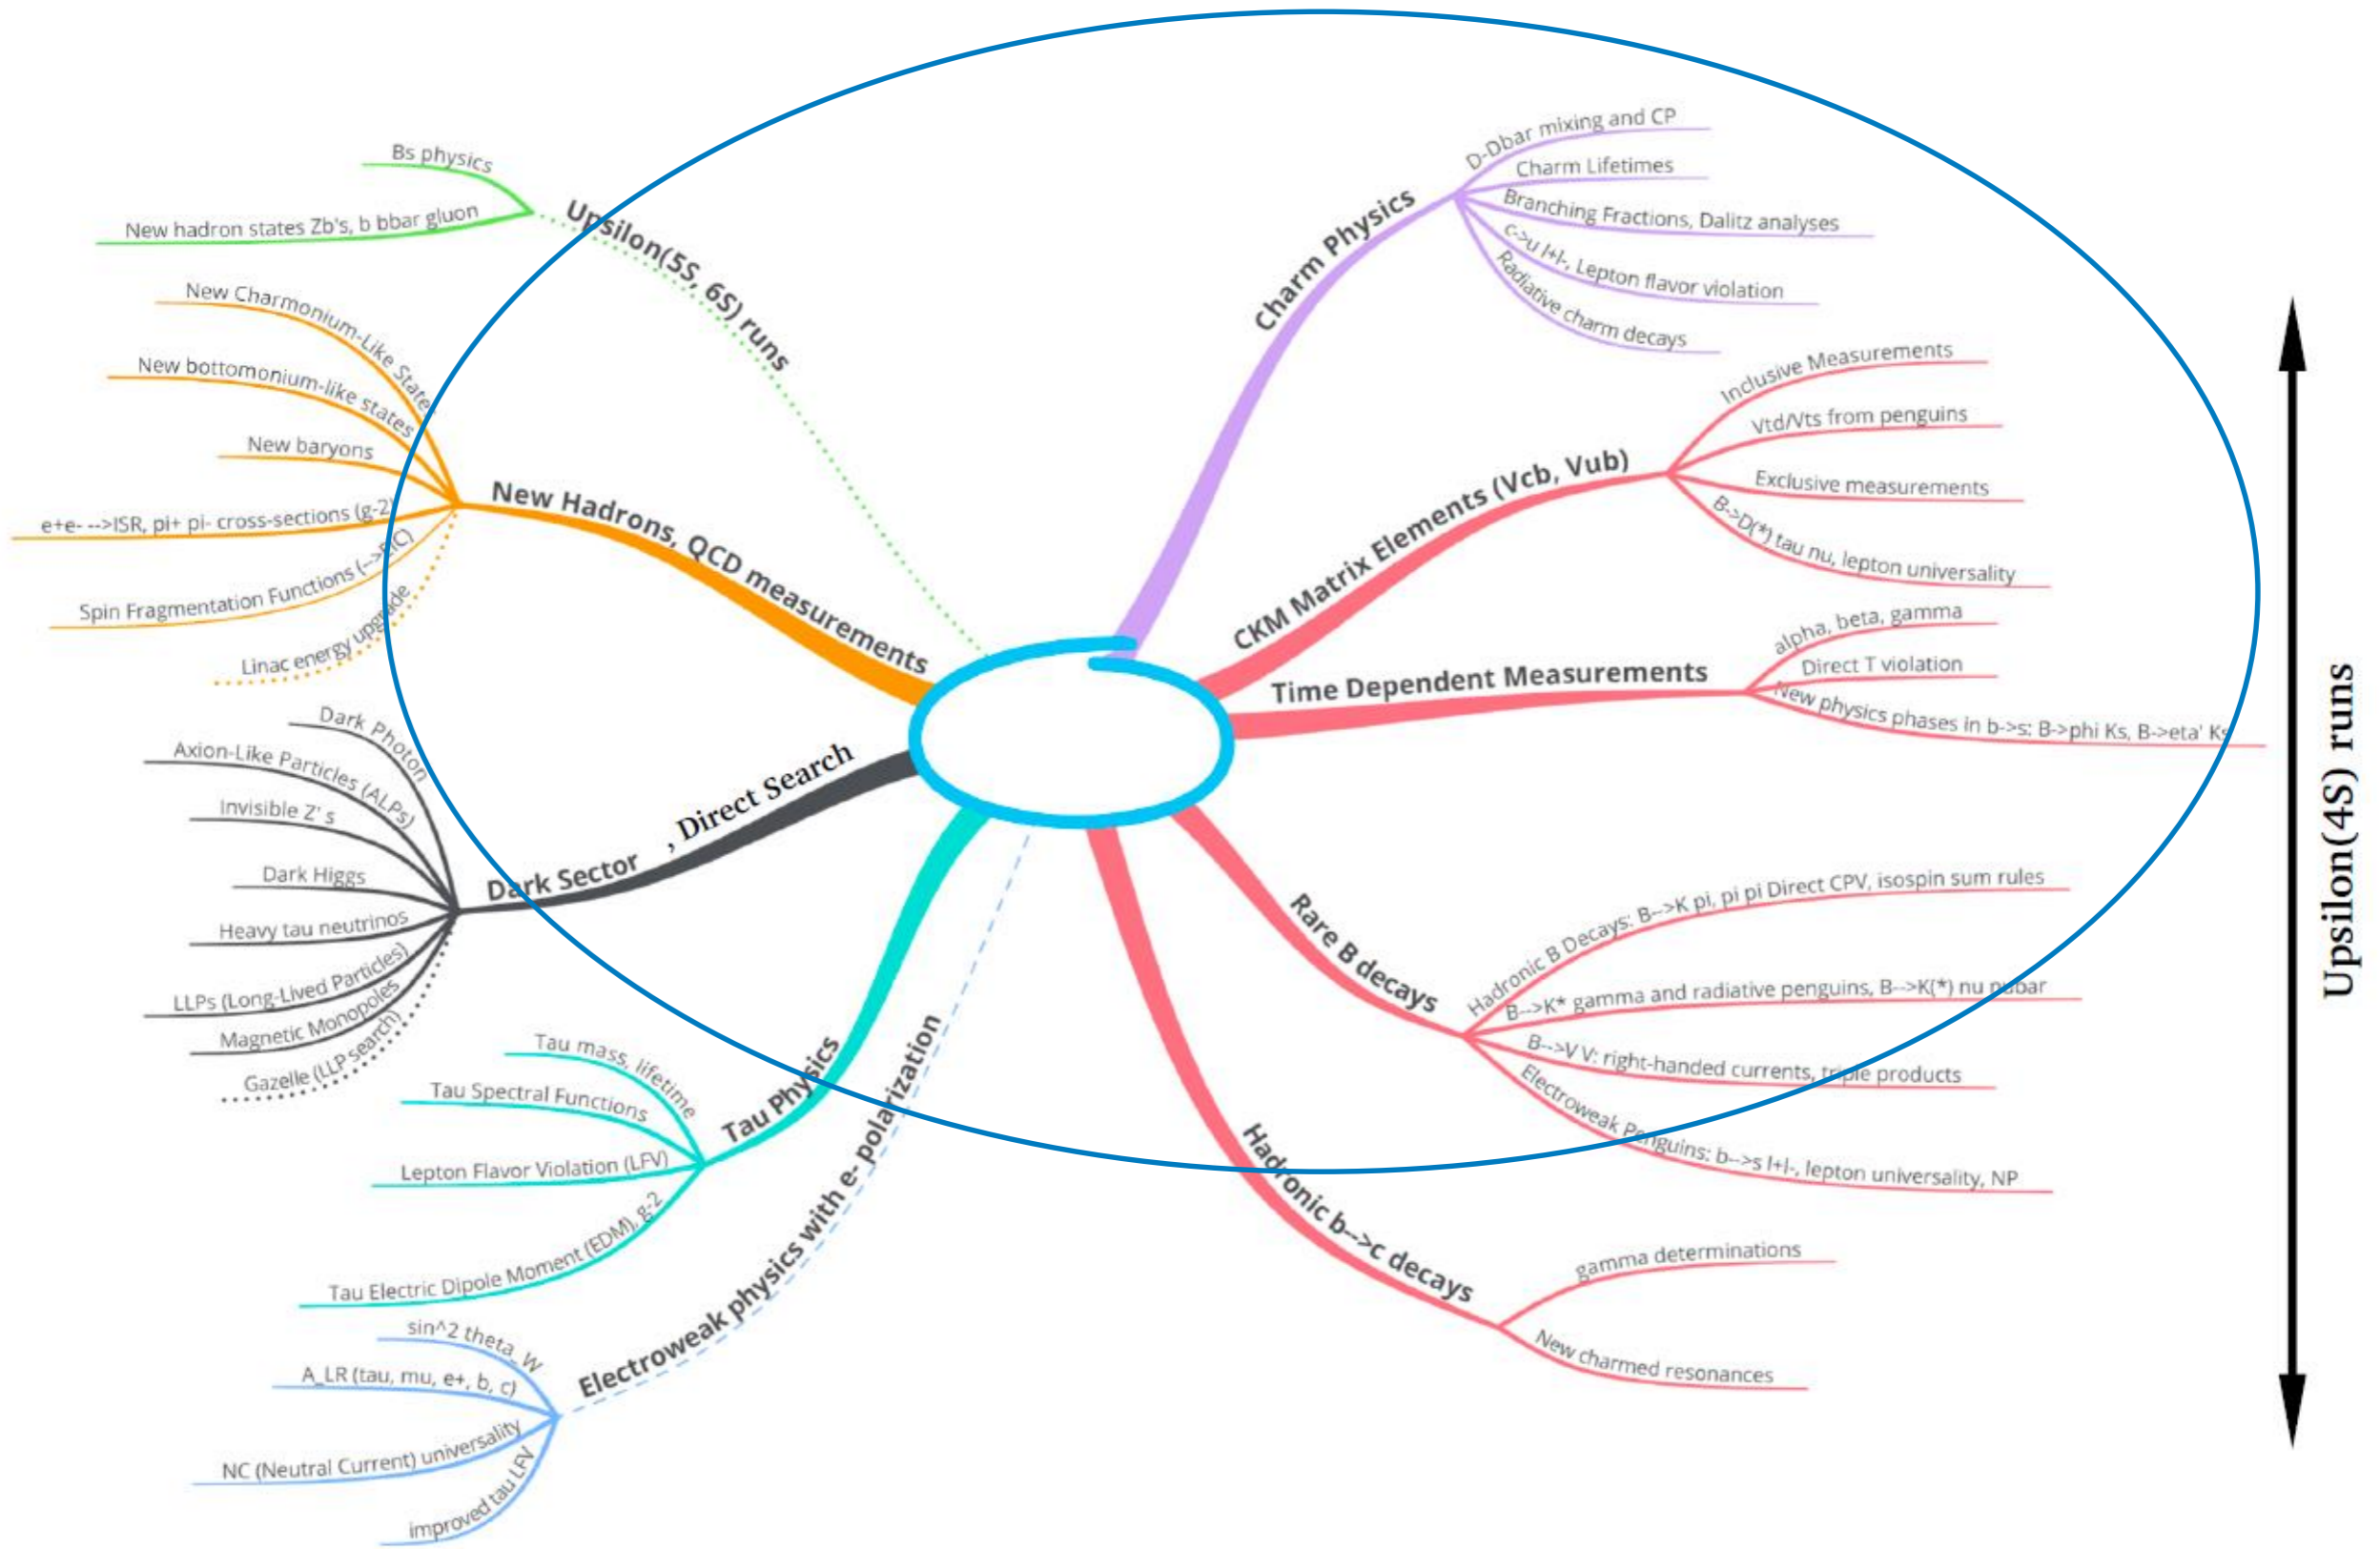 Bs physics
New hadron states Zb's, b bbar gluon
Upsilon(5S, 6S) runs
New Charmonium-Like States
New bottomonium-like states
New baryons
e+e- -->ISR, pi+ pi- cross-sections (g-2)
Spin Fragmentation Functions (-->EIC)
Linac energy upgrade
New Hadrons, QCD measurements
Dark Photon
Axion-Like Particles (ALPs)
Invisible Z' s
Dark Higgs
Heavy tau neutrinos
LLPs (Long-Lived Particles)
Magnetic Monopoles
Gazelle (LLP search)
Dark Sector , Direct Search
Tau mass, lifetime
Tau Spectral Functions
Lepton Flavor Violation (LFV)
Tau Electric Dipole Moment (EDM), g-2
Tau Physics
sin^2 theta_W
A_LR (tau, mu, e+, b, c)
NC (Neutral Current) universality
improved tau LFV
Electroweak physics with e- polarization
Charm Physics
D-Dbar mixing and CP
Charm Lifetimes
Branching Fractions, Dalitz analyses
c->u l+l-, Lepton flavor violation
Radiative charm decays
CKM Matrix Elements (Vcb, Vub)
Inclusive Measurements
Vtd/Vts from penguins
Exclusive measurements
B->D(*) tau nu, lepton universality
Time Dependent Measurements
alpha, beta, gamma
Direct T violation
New physics phases in b->s: B->phi Ks, B->eta' Ks
Rare B decays
Hadronic B Decays: B-->K pi, pi pi Direct CPV, isospin sum rules
B-->K* gamma and radiative penguins, B-->K(*) nu nubar
B-->V V: right-handed currents, triple products
Electroweak Penguins: b-->s l+l-, lepton universality, NP
Hadronic b-->c decays
gamma determinations
New charmed resonances
Upsilon(4S) runs